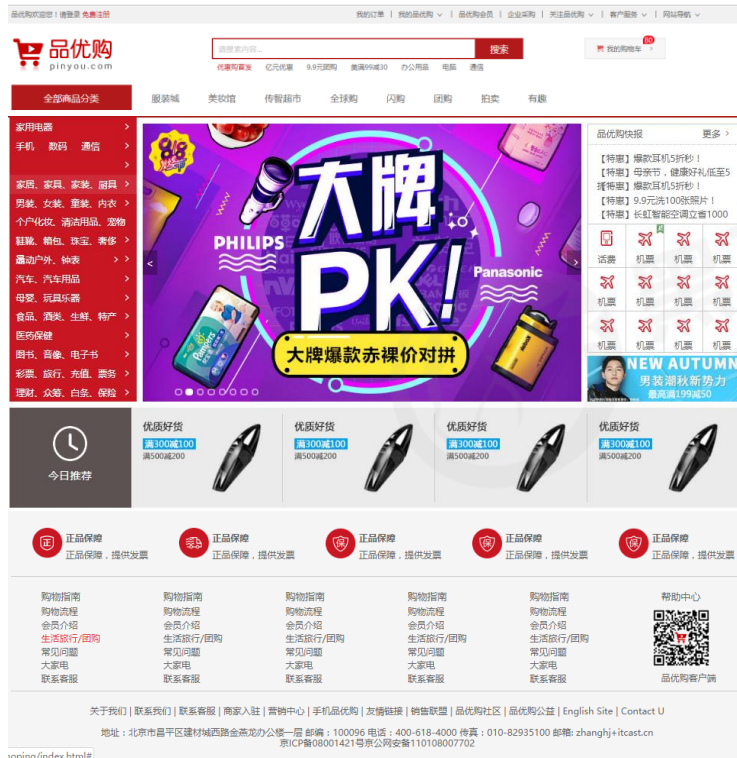 品优购欢迎您！请登录 免费注册
我的订单 | 我的品优购 | 品优购会员 | 企业采购 | 关注品优购 | 客户服务 | 网站导航
品优购
pinyou.com
请搜索内容...
搜索
我的购物车
80
优惠购首发 亿元优惠 9.9元团购 美满99减30 办公用品 电脑 通信
全部商品分类 服装城 美妆馆 传智超市 全球购 闪购 团购 拍卖 有趣
家用电器
手机 数码 通信
家居、家具、家装、厨具
男装、女装、童装、内衣
个户化妆、清洁用品、宠物
鞋靴、箱包、珠宝、奢侈
运动户外、钟表
汽车、汽车用品
母婴、玩具乐器
食品、酒类、生鲜、特产
医药保健
图书、音像、电子书
彩票、旅行、充值、票务
理财、众筹、白条、保险
大牌
PK!
PHILIPS
Panasonic
Pampers
大牌爆款赤裸价对拼
品优购快报 更多
【特惠】爆款耳机5折秒！
【特惠】母亲节，健康好礼低至5
【特惠】爆款耳机5折秒！
【特惠】9.9元洗100张照片！
【特惠】长虹智能空调立省1000
话费 机票 机票 机票
机票 机票 机票 机票
机票 机票 机票 机票
NEW AUTUMN
男装潮秋新势力
最高满199减50
今日推荐
优质好货 优质好货 优质好货 优质好货
满300减100 满300减100 满300减100 满300减100
满500减200 满500减200 满500减200 满500减200
正品保障 正品保障 正品保障 正品保障 正品保障
正品保障，提供发票 正品保障，提供发票 正品保障，提供发票 正品保障，提供发票 正品保障，提供发票
购物指南 购物指南 购物指南 购物指南 购物指南 帮助中心
购物流程 购物流程 购物流程 购物流程 购物流程
会员介绍 会员介绍 会员介绍 会员介绍 会员介绍
生活旅行/团购 生活旅行/团购 生活旅行/团购 生活旅行/团购 生活旅行/团购
常见问题 常见问题 常见问题 常见问题 常见问题
大家电 大家电 大家电 大家电 大家电
联系客服 联系客服 联系客服 联系客服 联系客服 品优购客户端
关于我们 | 联系我们 | 联系客服 | 商家入驻 | 营销中心 | 手机品优购 | 友情链接 | 销售联盟 | 品优购社区 | 品优购公益 | English Site | Contact U
地址：北京市昌平区建材城西路金燕龙办公楼一层 邮编：100096 电话：400-618-4000 传真：010-82935100 邮箱: zhanghj+itcast.cn
京ICP备08001421号京公网安备110108007702